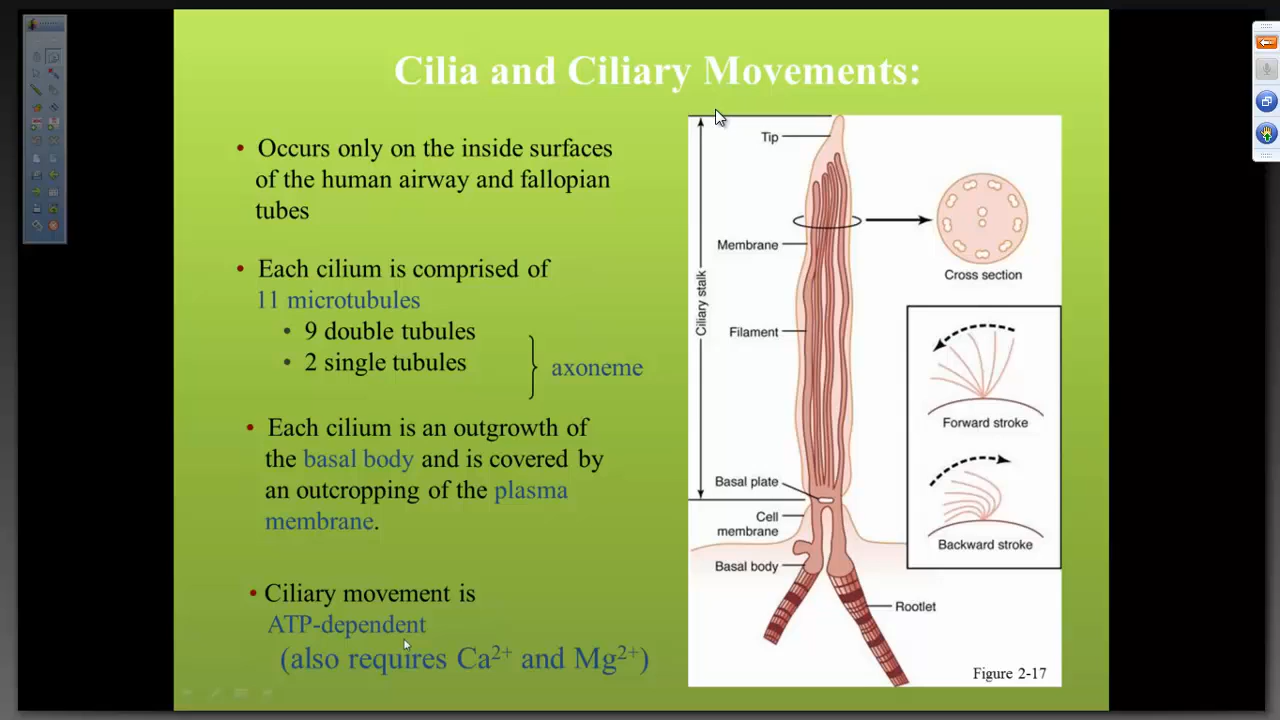 Cilia and Ciliary Movements:
• Occurs only on the inside surfaces
of the human airway and fallopian
tubes
• Each cilium is comprised of
11 microtubules
• 9 double tubules
• 2 single tubules
axoneme
• Each cilium is an outgrowth of
the basal body and is covered by
an outcropping of the plasma
membrane.
• Ciliary movement is
ATP-dependent
(also requires Ca²⁺ and Mg²⁺)
Tip
Membrane
Ciliary stalk
Filament
Basal plate
Cell
membrane
Basal body
Rootlet
Cross section
Forward stroke
Backward stroke
Figure 2-17